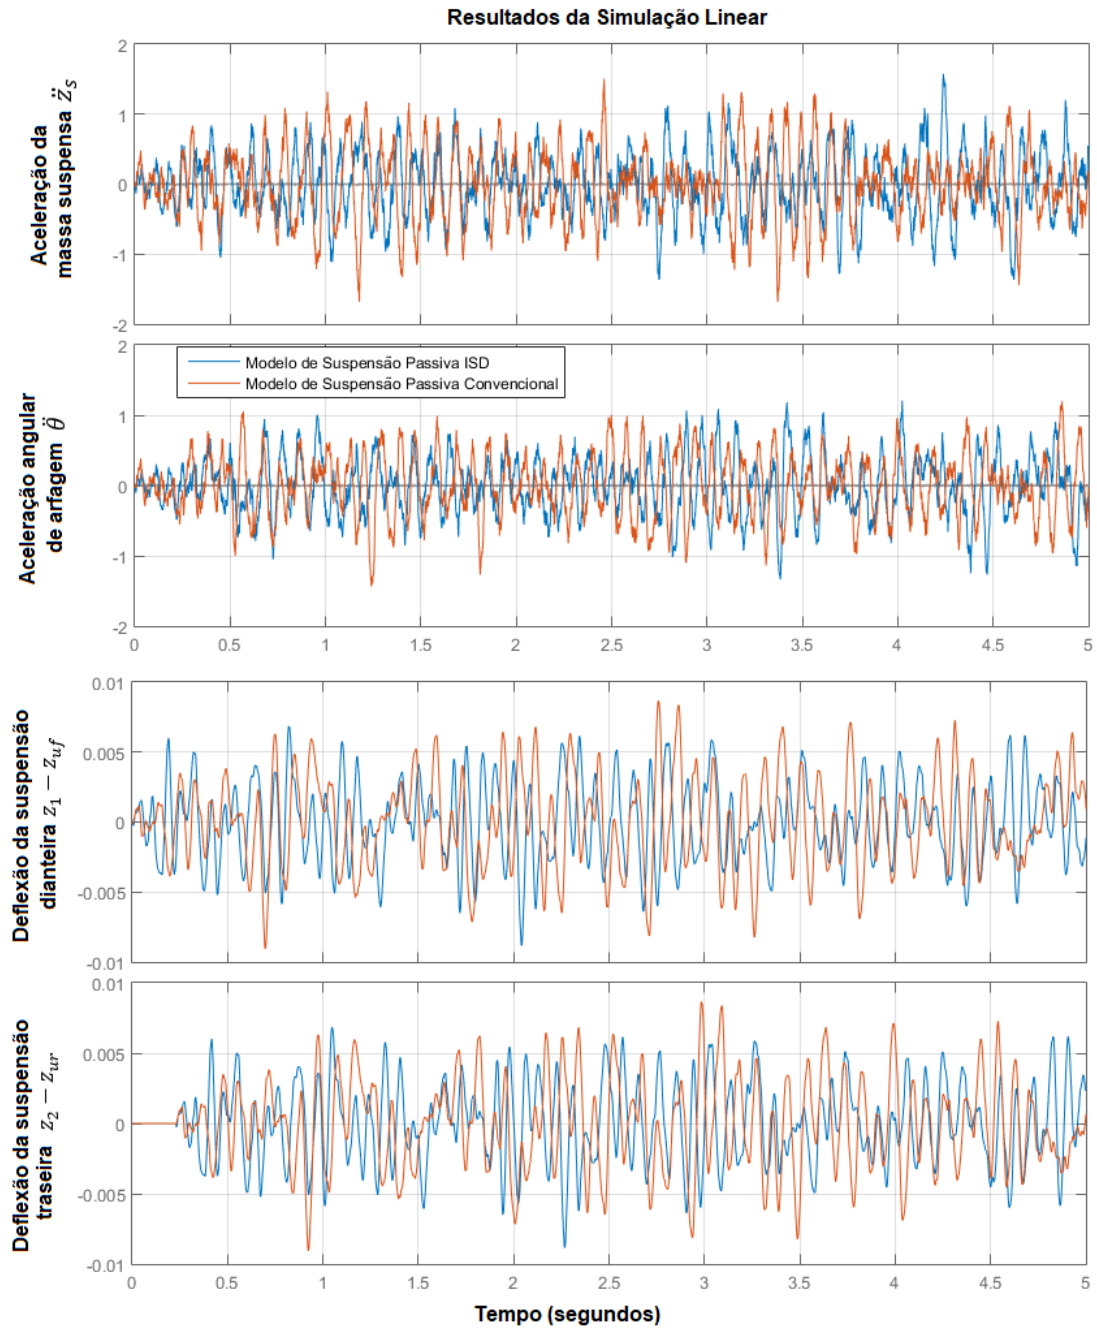 Resultados da Simulação Linear
Aceleração da
massa suspensa z̈ₛ
2
1
0
-1
-2
Modelo de Suspensão Passiva ISD
Modelo de Suspensão Passiva Convencional
Aceleração angular
de arfagem θ̈
2
1
0
-1
-2
0 0.5 1 1.5 2 2.5 3 3.5 4 4.5 5
Deflexão da suspensão
dianteira z₁ − z_uf
0.01
0.005
0
-0.005
-0.01
Deflexão da suspensão
traseira z₂ − z_ur
0.01
0.005
0
-0.005
-0.01
0 0.5 1 1.5 2 2.5 3 3.5 4 4.5 5
Tempo (segundos)